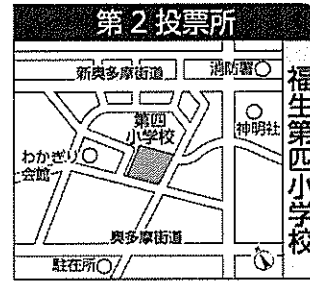 第2投票所
新奥多摩街道
消防署
第四
小学校
神明社
わかぎり
会館
奥多摩街道
駐在所
福生第四小学校